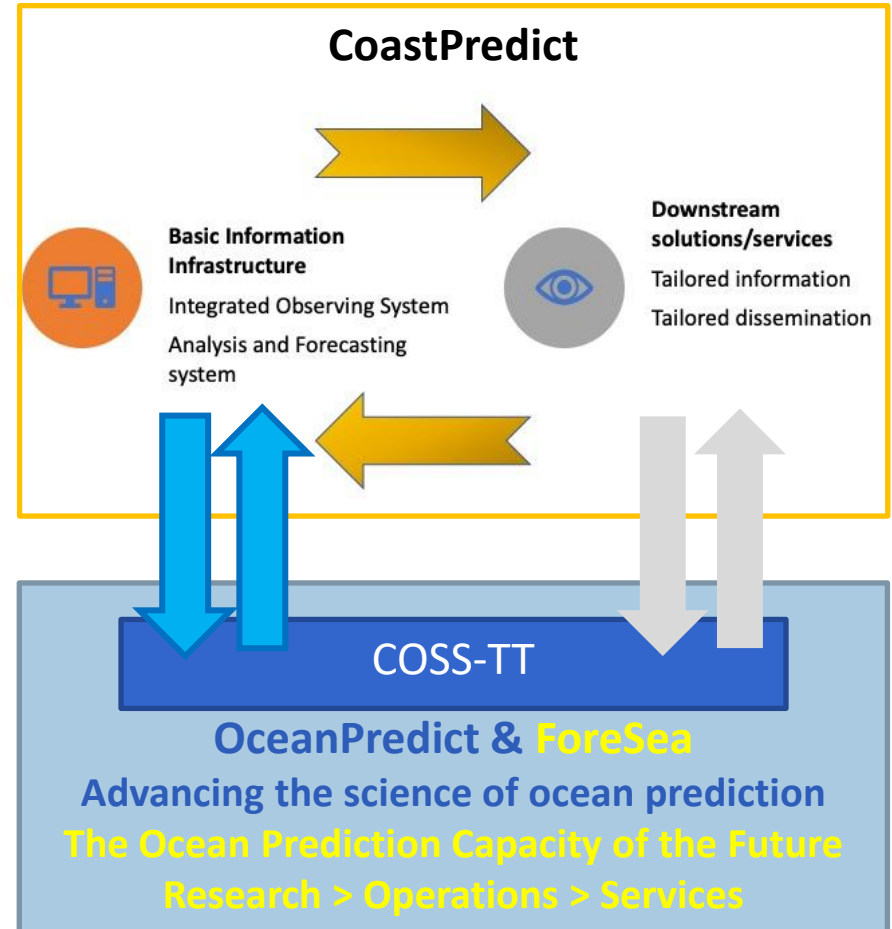 CoastPredict
Basic Information
Infrastructure
Integrated Observing System
Analysis and Forecasting
system
Downstream
solutions/services
Tailored information
Tailored dissemination
COSS-TT
OceanPredict & ForeSea
Advancing the science of ocean prediction
The Ocean Prediction Capacity of the Future
Research > Operations > Services